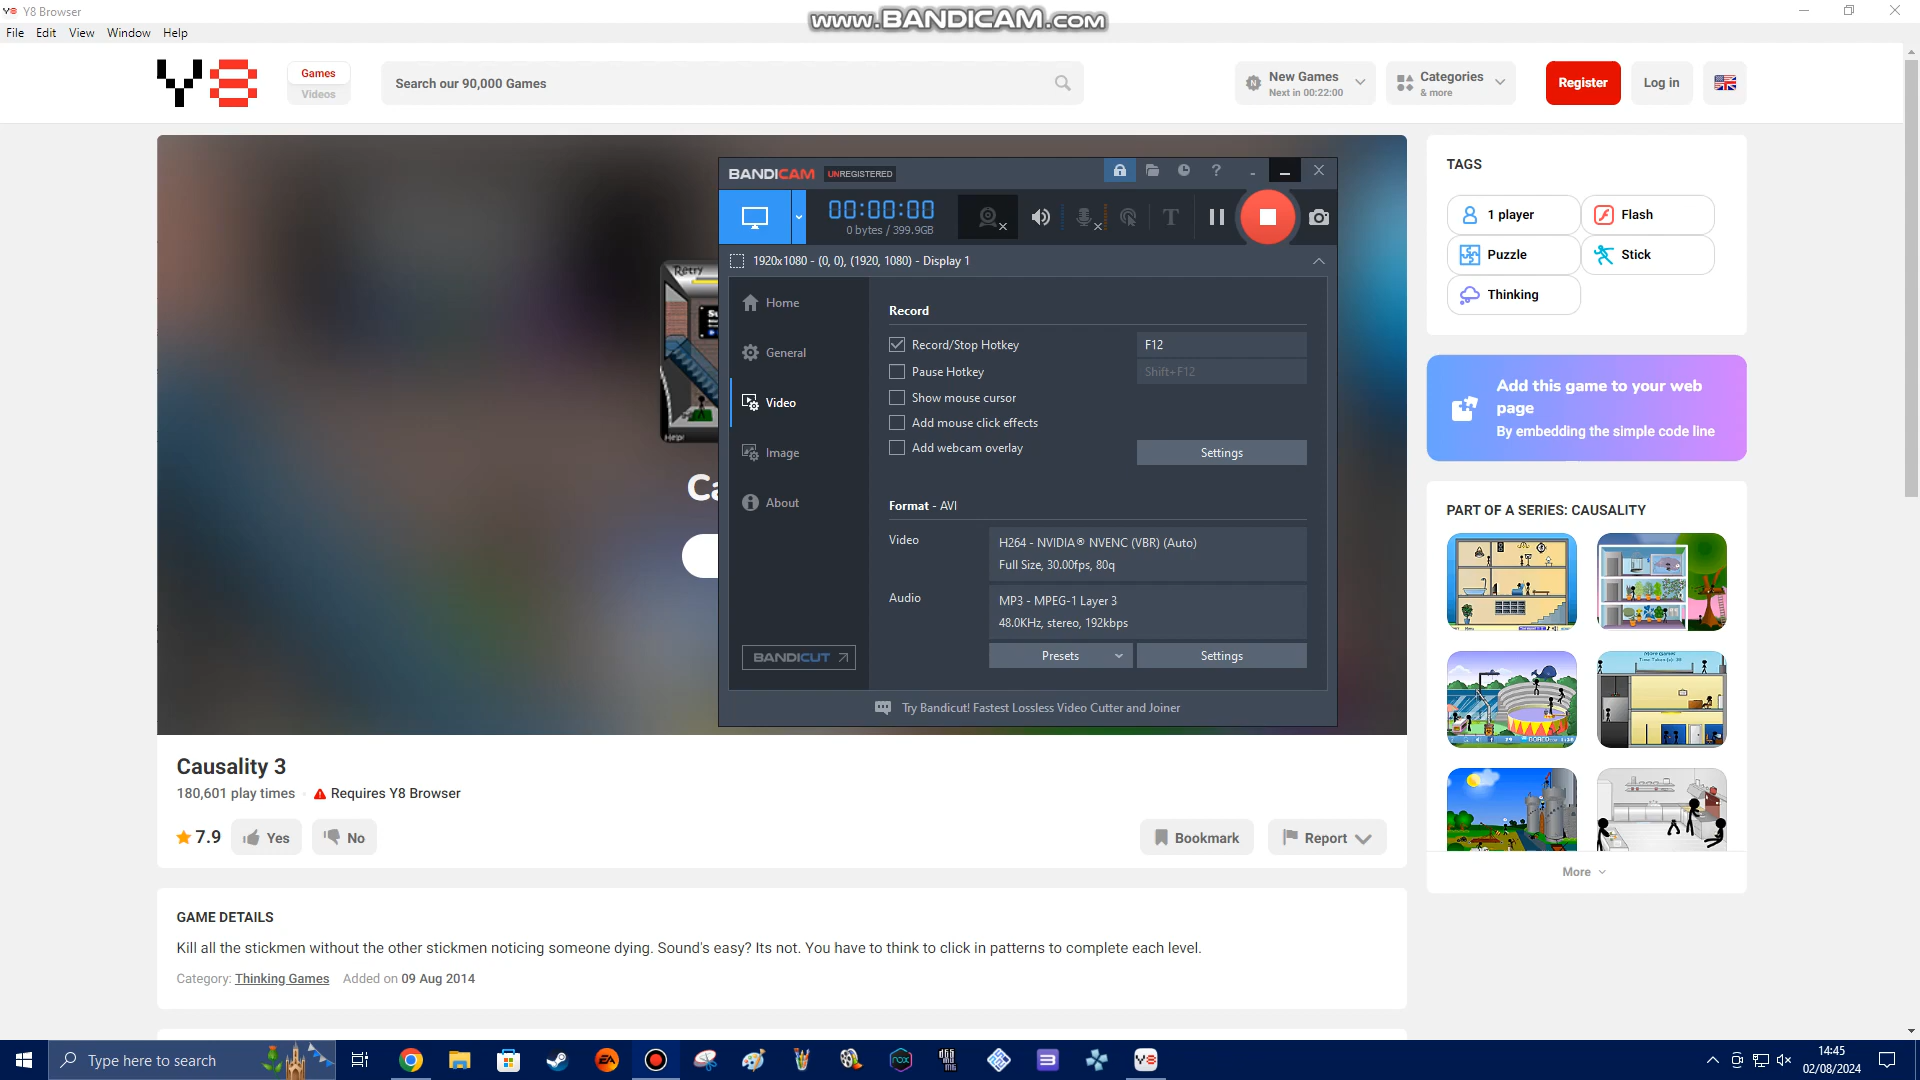 Y8 Browser
www.BANDICAM.com
File Edit View Window Help
Y8
Games
Videos
Search our 90,000 Games
New Games
Next in 00:22:00
Categories
& more
Register
Log in
BANDICAM UNREGISTERED
00:00:00
0 bytes / 399.9GB
1920x1080 - (0, 0), (1920, 1080) - Display 1
Home
General
Video
Image
About
BANDICUT
Record
Record/Stop Hotkey F12
Pause Hotkey Shift+F12
Show mouse cursor
Add mouse click effects
Add webcam overlay Settings
Format - AVI
Video
H264 - NVIDIA® NVENC (VBR) (Auto)
Full Size, 30.00fps, 80q
Audio
MP3 - MPEG-1 Layer 3
48.0KHz, stereo, 192kbps
Presets Settings
Try Bandicut! Fastest Lossless Video Cutter and Joiner
Retry
Help!
Ca
TAGS
1 player Flash
Puzzle Stick
Thinking
Add this game to your web
page
By embedding the simple code line
PART OF A SERIES: CAUSALITY
More Games
More
Causality 3
180,601 play times · Requires Y8 Browser
7.9 Yes No
Bookmark Report
GAME DETAILS
Kill all the stickmen without the other stickmen noticing someone dying. Sound's easy? Its not. You have to think to click in patterns to complete each level.
Category: Thinking Games Added on 09 Aug 2014
Type here to search
14:45
02/08/2024